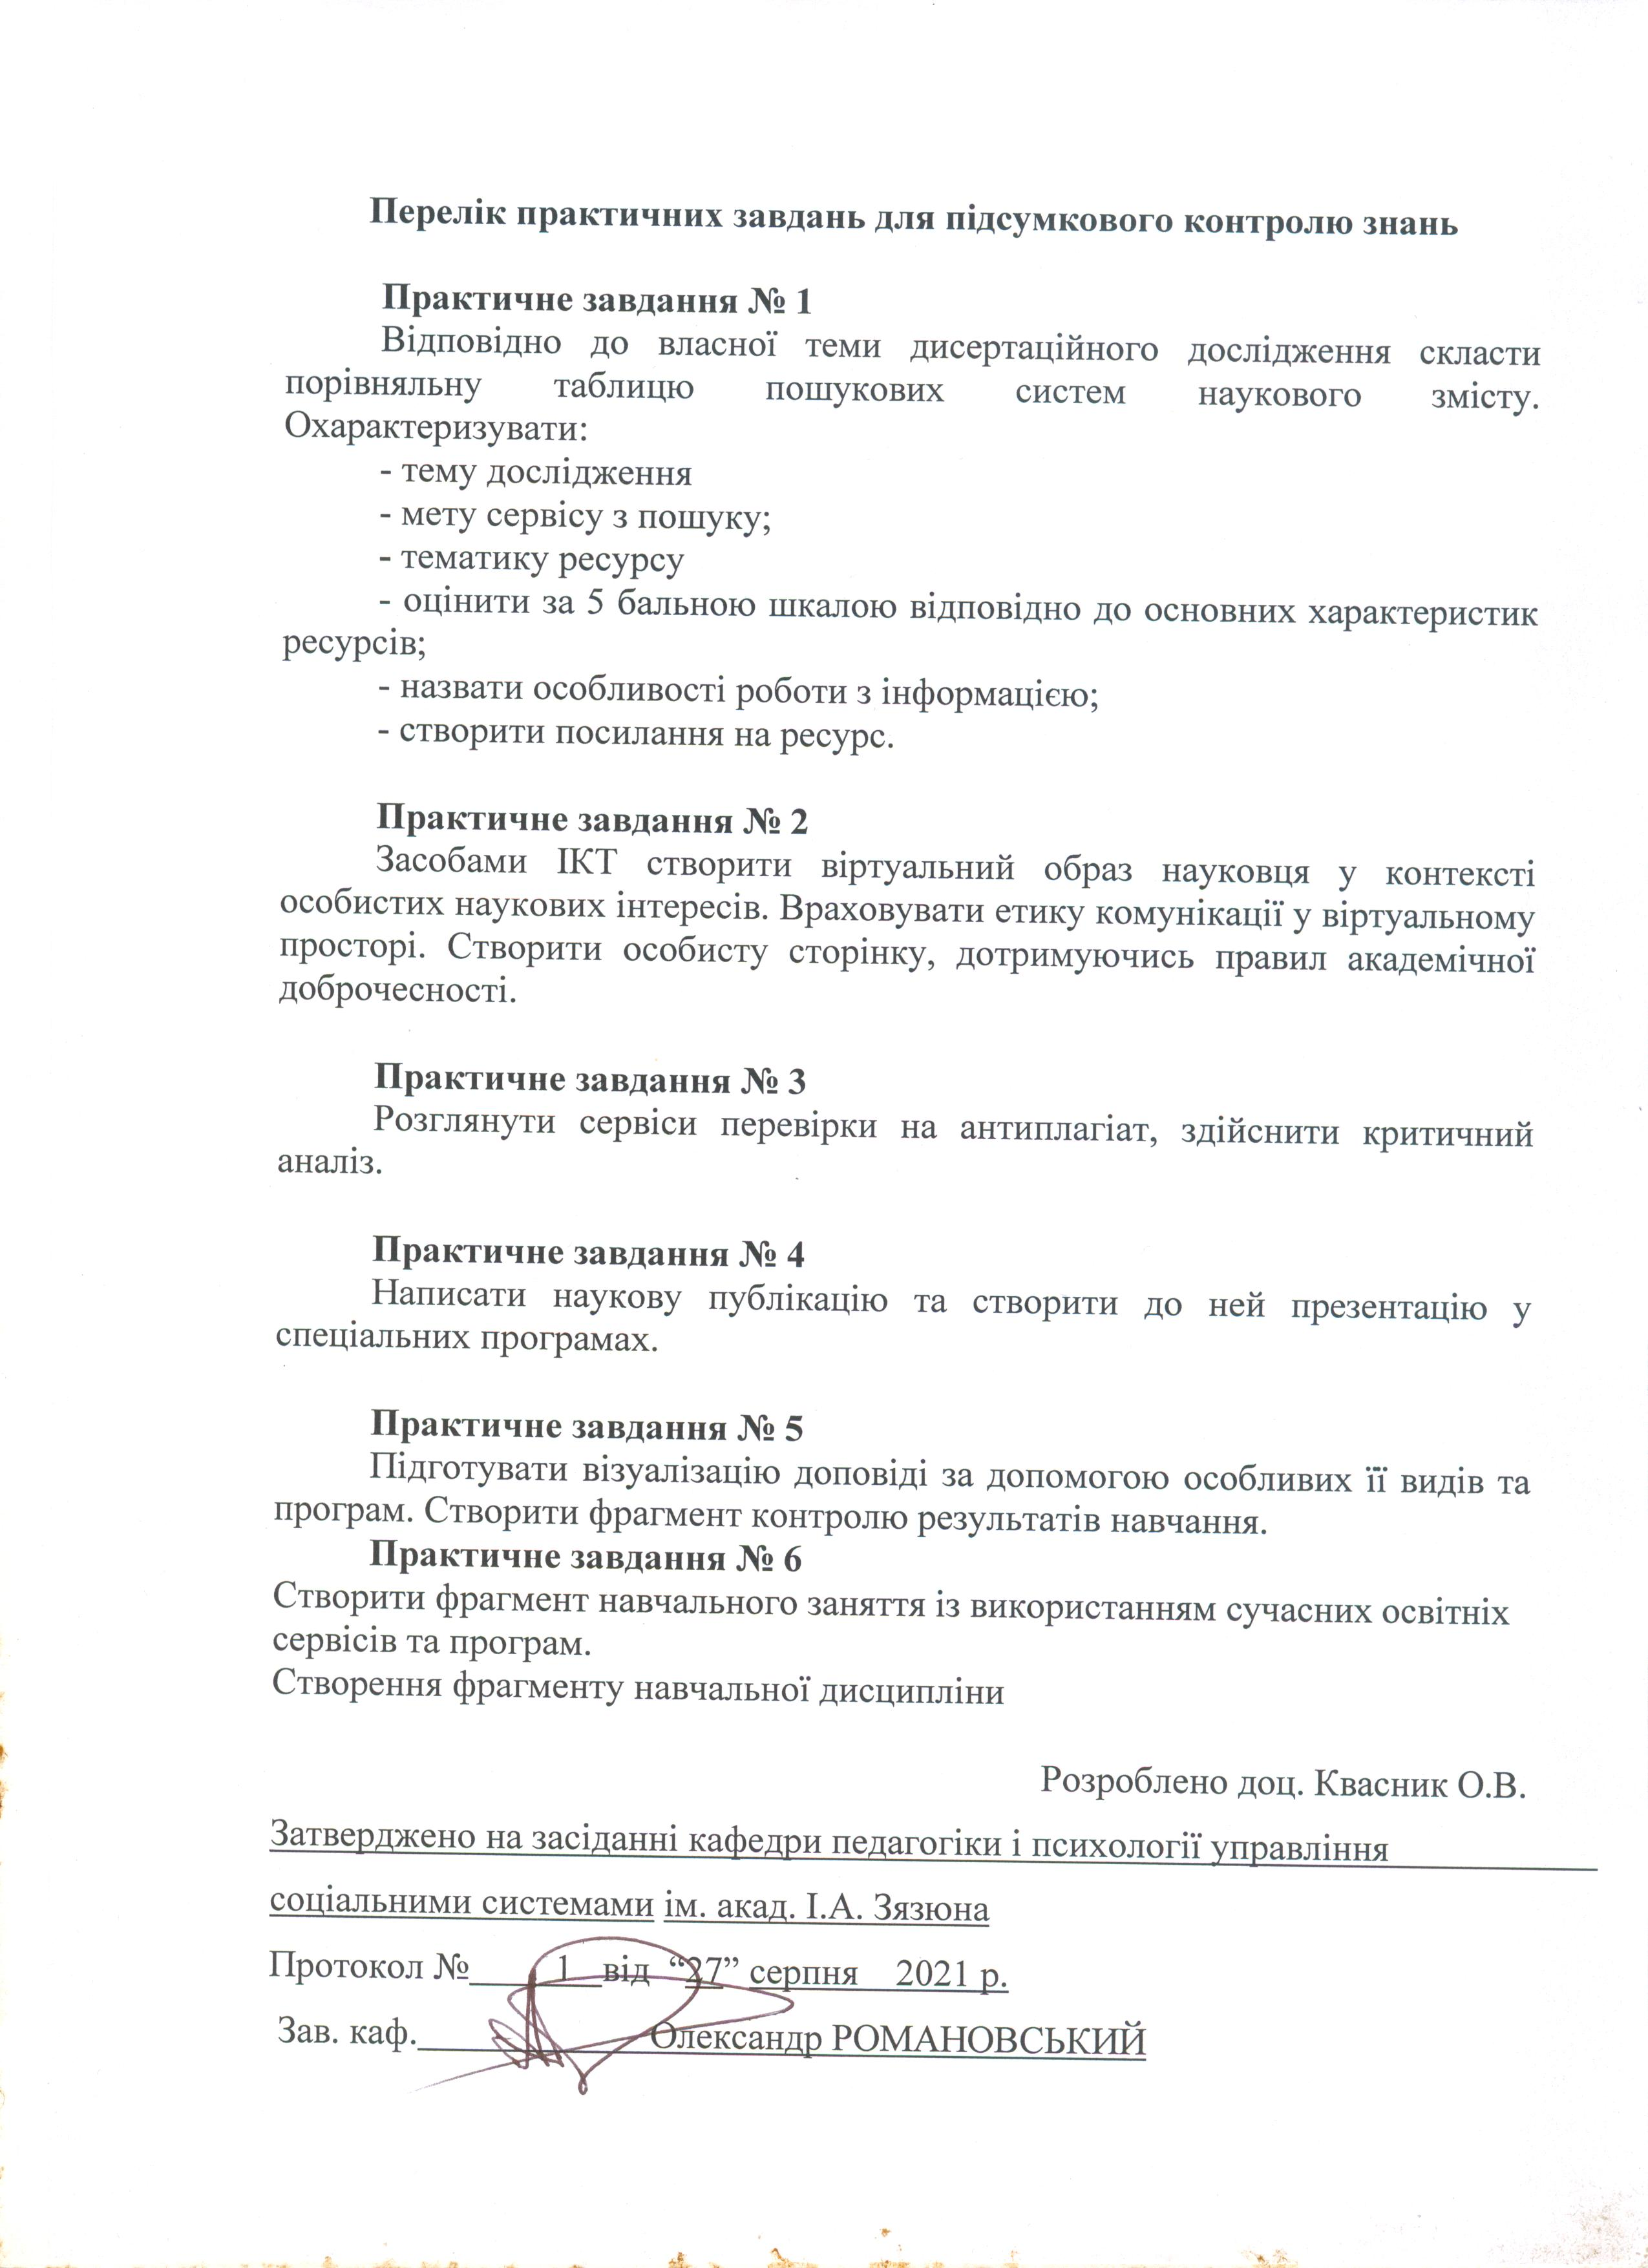 Перелік практичних завдань для підсумкового контролю знань
Практичне завдання № 1
Відповідно до власної теми дисертаційного дослідження скласти
порівняльну таблицю пошукових систем наукового змісту.
Охарактеризувати:
- тему дослідження
- мету сервісу з пошуку;
- тематику ресурсу
- оцінити за 5 бальною шкалою відповідно до основних характеристик
ресурсів;
- назвати особливості роботи з інформацією;
- створити посилання на ресурс.
Практичне завдання № 2
Засобами ІКТ створити віртуальний образ науковця у контексті
особистих наукових інтересів. Враховувати етику комунікації у віртуальному
просторі. Створити особисту сторінку, дотримуючись правил академічної
доброчесності.
Практичне завдання № 3
Розглянути сервіси перевірки на антиплагіат, здійснити критичний
аналіз.
Практичне завдання № 4
Написати наукову публікацію та створити до ней презентацію у
спеціальних програмах.
Практичне завдання № 5
Підготувати візуалізацію доповіді за допомогою особливих її видів та
програм. Створити фрагмент контролю результатів навчання.
Практичне завдання № 6
Створити фрагмент навчального заняття із використанням сучасних освітніх
сервісів та програм.
Створення фрагменту навчальної дисципліни
Розроблено доц. Квасник О.В.
Затверджено на засіданні кафедри педагогіки і психології управління
соціальними системами ім. акад. І.А. Зязюна
Протокол № 1 від “27” серпня 2021 р.
Зав. каф. Олександр РОМАНОВСЬКИЙ